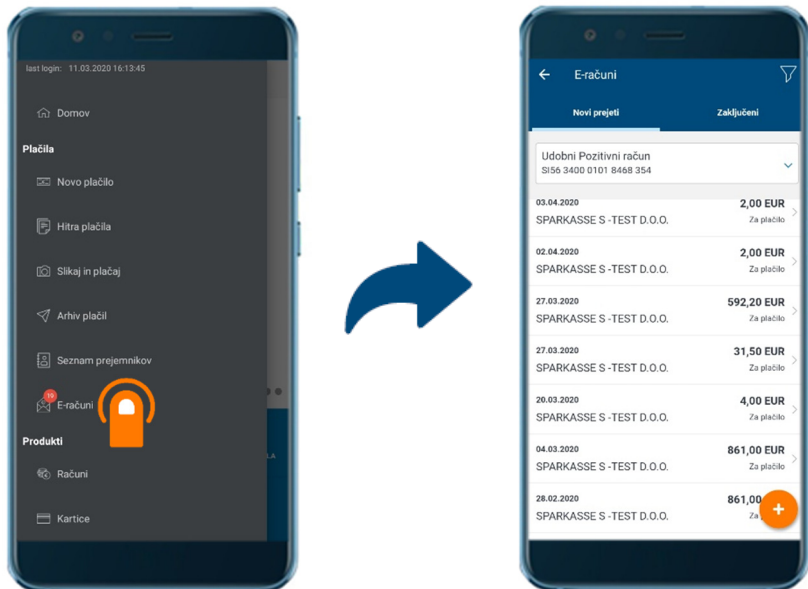 last login: 11.03.2020 16:13:45
Domov
Plačila
Novo plačilo
Hitra plačila
Slikaj in plačaj
Arhiv plačil
Seznam prejemnikov
19
E-računi
Produkti
Računi
Kartice
E-računi
Novi prejeti
Zaključeni
Udobni Pozitivni račun
SI56 3400 0101 8468 354
03.04.2020
2,00 EUR
SPARKASSE S -TEST D.O.O.
Za plačilo
02.04.2020
2,00 EUR
SPARKASSE S -TEST D.O.O.
Za plačilo
27.03.2020
592,20 EUR
SPARKASSE S -TEST D.O.O.
Za plačilo
27.03.2020
31,50 EUR
SPARKASSE S -TEST D.O.O.
Za plačilo
20.03.2020
4,00 EUR
SPARKASSE S -TEST D.O.O.
Za plačilo
04.03.2020
861,00 EUR
SPARKASSE S -TEST D.O.O.
Za plačilo
28.02.2020
861,00
SPARKASSE S -TEST D.O.O.
Za